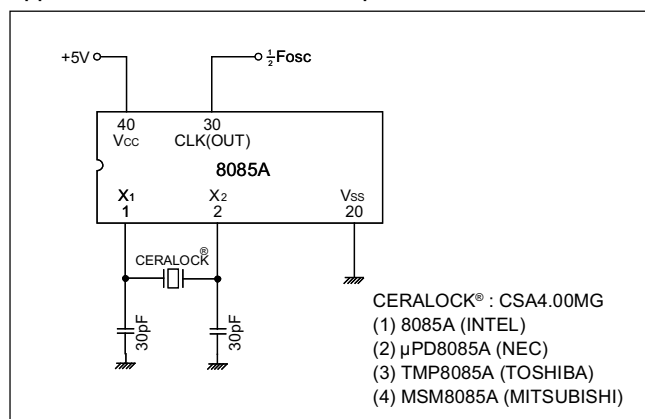 +5V
½Fosc
40
30
Vcc
CLK(OUT)
8085A
X1
X2
Vss
1
2
20
CERALOCK®
30pF
30pF
CERALOCK® : CSA4.00MG
(1) 8085A (INTEL)
(2) µPD8085A (NEC)
(3) TMP8085A (TOSHIBA)
(4) MSM8085A (MITSUBISHI)